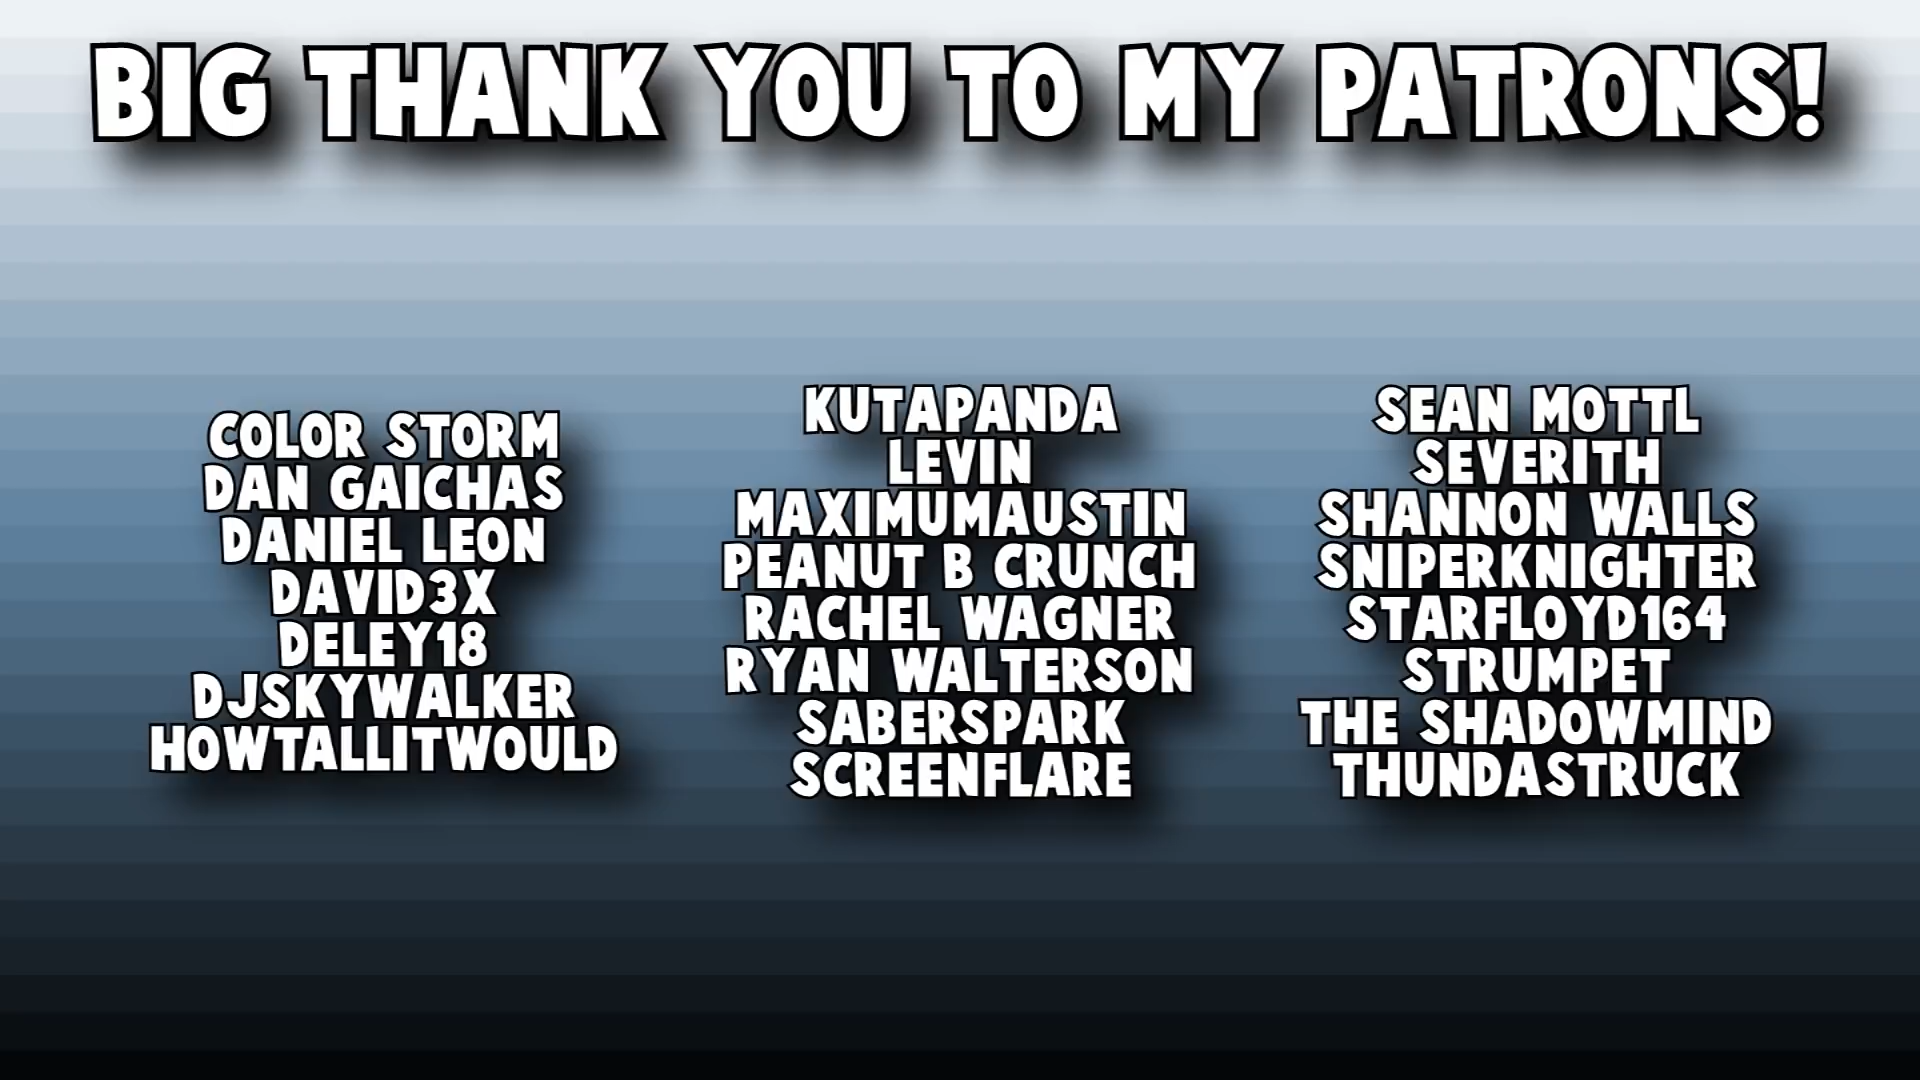 BIG THANK YOU TO MY PATRONS!
COLOR STORM
DAN GAICHAS
DANIEL LEON
DAVID3X
DELEY18
DJSKYWALKER
HOWTALLITWOULD
KUTAPANDA
LEVIN
MAXIMUMAUSTIN
PEANUT B CRUNCH
RACHEL WAGNER
RYAN WALTERSON
SABERSPARK
SCREENFLARE
SEAN MOTTL
SEVERITH
SHANNON WALLS
SNIPERKNIGHTER
STARFLOYD164
STRUMPET
THE SHADOWMIND
THUNDASTRUCK